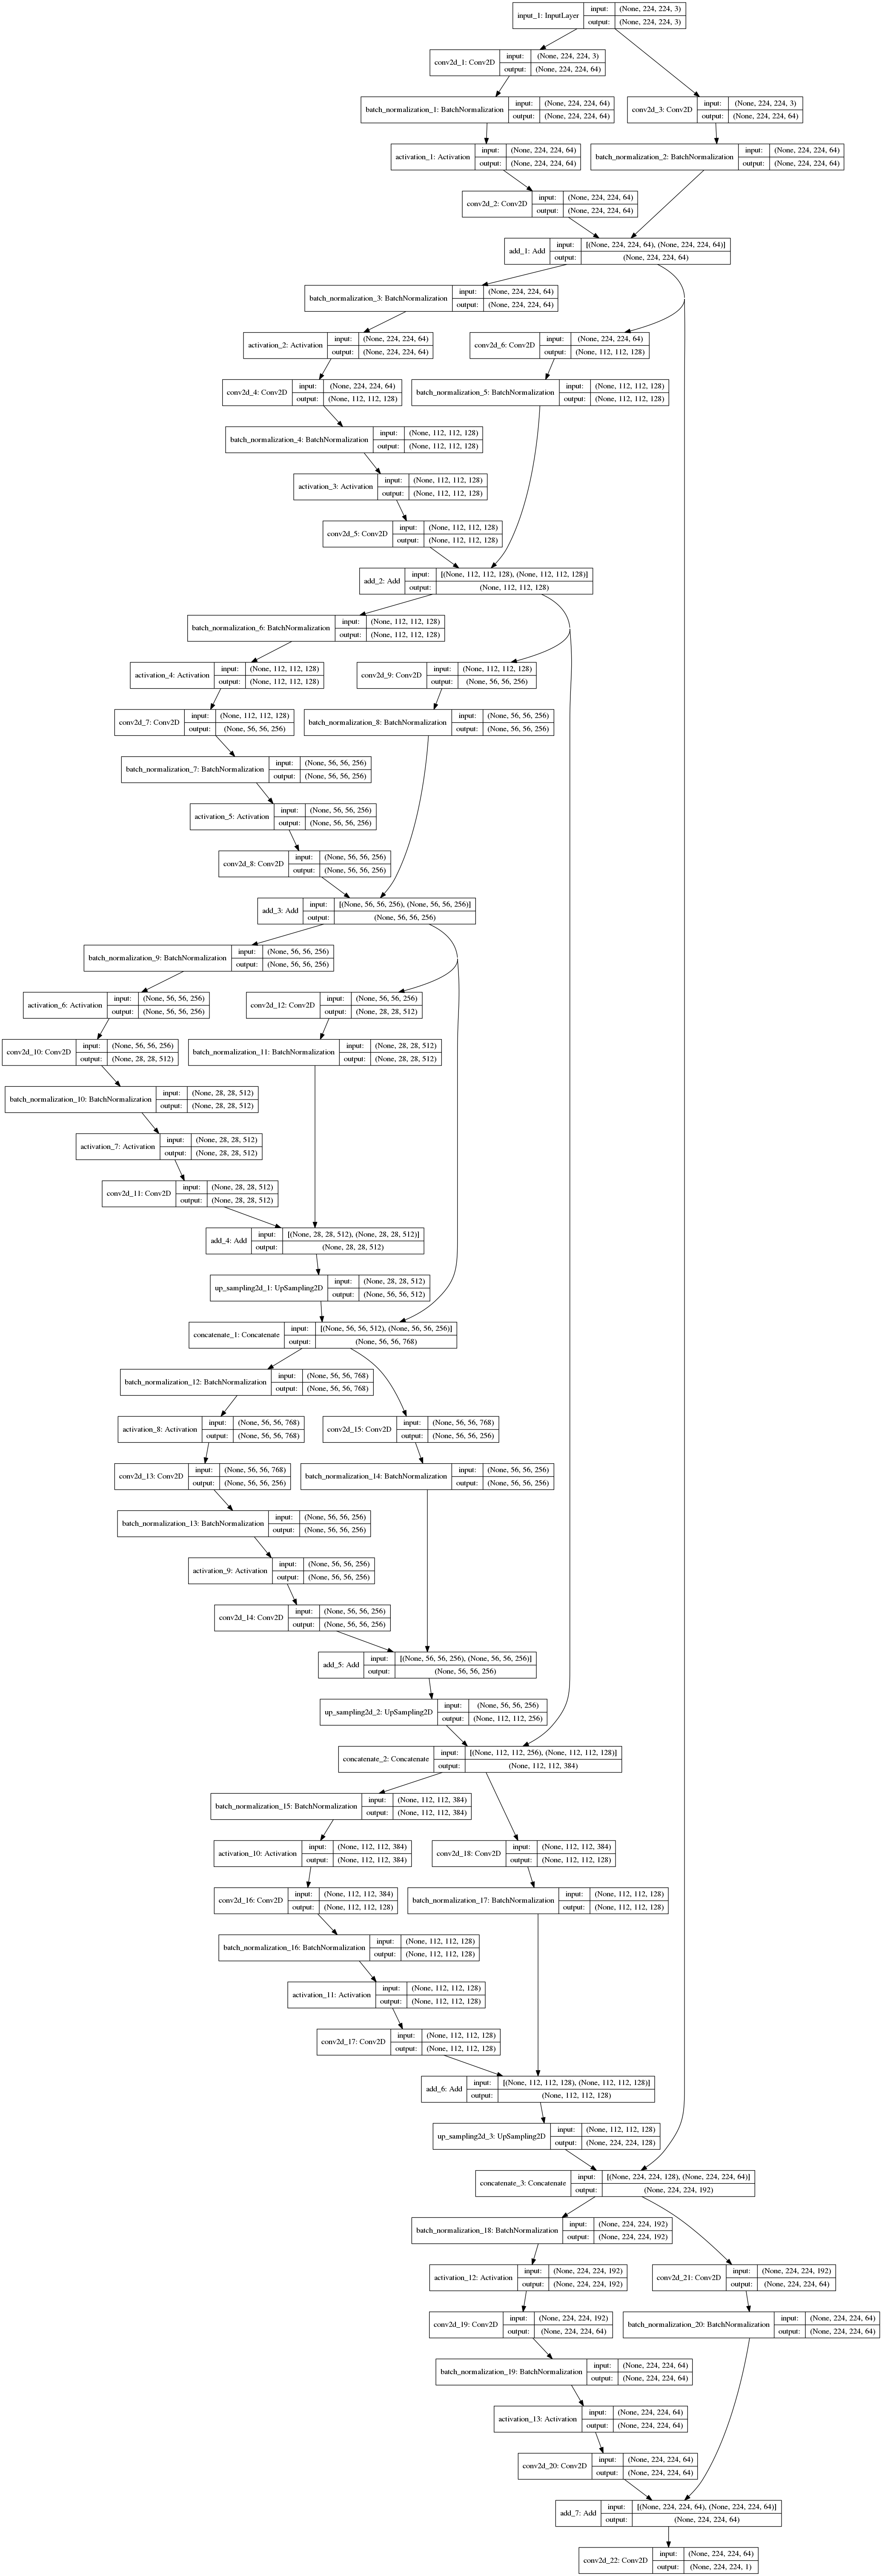 input_1: InputLayer input: (None, 224, 224, 3)
output: (None, 224, 224, 3)
conv2d_1: Conv2D input: (None, 224, 224, 3)
output: (None, 224, 224, 64)
batch_normalization_1: BatchNormalization input: (None, 224, 224, 64)
output: (None, 224, 224, 64)
conv2d_3: Conv2D input: (None, 224, 224, 3)
output: (None, 224, 224, 64)
activation_1: Activation input: (None, 224, 224, 64)
output: (None, 224, 224, 64)
batch_normalization_2: BatchNormalization input: (None, 224, 224, 64)
output: (None, 224, 224, 64)
conv2d_2: Conv2D input: (None, 224, 224, 64)
output: (None, 224, 224, 64)
add_1: Add input: [(None, 224, 224, 64), (None, 224, 224, 64)]
output: (None, 224, 224, 64)
batch_normalization_3: BatchNormalization input: (None, 224, 224, 64)
output: (None, 224, 224, 64)
activation_2: Activation input: (None, 224, 224, 64)
output: (None, 224, 224, 64)
conv2d_6: Conv2D input: (None, 224, 224, 64)
output: (None, 112, 112, 128)
conv2d_4: Conv2D input: (None, 224, 224, 64)
output: (None, 112, 112, 128)
batch_normalization_5: BatchNormalization input: (None, 112, 112, 128)
output: (None, 112, 112, 128)
batch_normalization_4: BatchNormalization input: (None, 112, 112, 128)
output: (None, 112, 112, 128)
activation_3: Activation input: (None, 112, 112, 128)
output: (None, 112, 112, 128)
conv2d_5: Conv2D input: (None, 112, 112, 128)
output: (None, 112, 112, 128)
add_2: Add input: [(None, 112, 112, 128), (None, 112, 112, 128)]
output: (None, 112, 112, 128)
batch_normalization_6: BatchNormalization input: (None, 112, 112, 128)
output: (None, 112, 112, 128)
activation_4: Activation input: (None, 112, 112, 128)
output: (None, 112, 112, 128)
conv2d_9: Conv2D input: (None, 112, 112, 128)
output: (None, 56, 56, 256)
conv2d_7: Conv2D input: (None, 112, 112, 128)
output: (None, 56, 56, 256)
batch_normalization_8: BatchNormalization input: (None, 56, 56, 256)
output: (None, 56, 56, 256)
batch_normalization_7: BatchNormalization input: (None, 56, 56, 256)
output: (None, 56, 56, 256)
activation_5: Activation input: (None, 56, 56, 256)
output: (None, 56, 56, 256)
conv2d_8: Conv2D input: (None, 56, 56, 256)
output: (None, 56, 56, 256)
add_3: Add input: [(None, 56, 56, 256), (None, 56, 56, 256)]
output: (None, 56, 56, 256)
batch_normalization_9: BatchNormalization input: (None, 56, 56, 256)
output: (None, 56, 56, 256)
activation_6: Activation input: (None, 56, 56, 256)
output: (None, 56, 56, 256)
conv2d_12: Conv2D input: (None, 56, 56, 256)
output: (None, 28, 28, 512)
conv2d_10: Conv2D input: (None, 56, 56, 256)
output: (None, 28, 28, 512)
batch_normalization_11: BatchNormalization input: (None, 28, 28, 512)
output: (None, 28, 28, 512)
batch_normalization_10: BatchNormalization input: (None, 28, 28, 512)
output: (None, 28, 28, 512)
activation_7: Activation input: (None, 28, 28, 512)
output: (None, 28, 28, 512)
conv2d_11: Conv2D input: (None, 28, 28, 512)
output: (None, 28, 28, 512)
add_4: Add input: [(None, 28, 28, 512), (None, 28, 28, 512)]
output: (None, 28, 28, 512)
up_sampling2d_1: UpSampling2D input: (None, 28, 28, 512)
output: (None, 56, 56, 512)
concatenate_1: Concatenate input: [(None, 56, 56, 512), (None, 56, 56, 256)]
output: (None, 56, 56, 768)
batch_normalization_12: BatchNormalization input: (None, 56, 56, 768)
output: (None, 56, 56, 768)
activation_8: Activation input: (None, 56, 56, 768)
output: (None, 56, 56, 768)
conv2d_15: Conv2D input: (None, 56, 56, 768)
output: (None, 56, 56, 256)
conv2d_13: Conv2D input: (None, 56, 56, 768)
output: (None, 56, 56, 256)
batch_normalization_14: BatchNormalization input: (None, 56, 56, 256)
output: (None, 56, 56, 256)
batch_normalization_13: BatchNormalization input: (None, 56, 56, 256)
output: (None, 56, 56, 256)
activation_9: Activation input: (None, 56, 56, 256)
output: (None, 56, 56, 256)
conv2d_14: Conv2D input: (None, 56, 56, 256)
output: (None, 56, 56, 256)
add_5: Add input: [(None, 56, 56, 256), (None, 56, 56, 256)]
output: (None, 56, 56, 256)
up_sampling2d_2: UpSampling2D input: (None, 56, 56, 256)
output: (None, 112, 112, 256)
concatenate_2: Concatenate input: [(None, 112, 112, 256), (None, 112, 112, 128)]
output: (None, 112, 112, 384)
batch_normalization_15: BatchNormalization input: (None, 112, 112, 384)
output: (None, 112, 112, 384)
activation_10: Activation input: (None, 112, 112, 384)
output: (None, 112, 112, 384)
conv2d_18: Conv2D input: (None, 112, 112, 384)
output: (None, 112, 112, 128)
conv2d_16: Conv2D input: (None, 112, 112, 384)
output: (None, 112, 112, 128)
batch_normalization_17: BatchNormalization input: (None, 112, 112, 128)
output: (None, 112, 112, 128)
batch_normalization_16: BatchNormalization input: (None, 112, 112, 128)
output: (None, 112, 112, 128)
activation_11: Activation input: (None, 112, 112, 128)
output: (None, 112, 112, 128)
conv2d_17: Conv2D input: (None, 112, 112, 128)
output: (None, 112, 112, 128)
add_6: Add input: [(None, 112, 112, 128), (None, 112, 112, 128)]
output: (None, 112, 112, 128)
up_sampling2d_3: UpSampling2D input: (None, 112, 112, 128)
output: (None, 224, 224, 128)
concatenate_3: Concatenate input: [(None, 224, 224, 128), (None, 224, 224, 64)]
output: (None, 224, 224, 192)
batch_normalization_18: BatchNormalization input: (None, 224, 224, 192)
output: (None, 224, 224, 192)
activation_12: Activation input: (None, 224, 224, 192)
output: (None, 224, 224, 192)
conv2d_21: Conv2D input: (None, 224, 224, 192)
output: (None, 224, 224, 64)
conv2d_19: Conv2D input: (None, 224, 224, 192)
output: (None, 224, 224, 64)
batch_normalization_20: BatchNormalization input: (None, 224, 224, 64)
output: (None, 224, 224, 64)
batch_normalization_19: BatchNormalization input: (None, 224, 224, 64)
output: (None, 224, 224, 64)
activation_13: Activation input: (None, 224, 224, 64)
output: (None, 224, 224, 64)
conv2d_20: Conv2D input: (None, 224, 224, 64)
output: (None, 224, 224, 64)
add_7: Add input: [(None, 224, 224, 64), (None, 224, 224, 64)]
output: (None, 224, 224, 64)
conv2d_22: Conv2D input: (None, 224, 224, 64)
output: (None, 224, 224, 1)